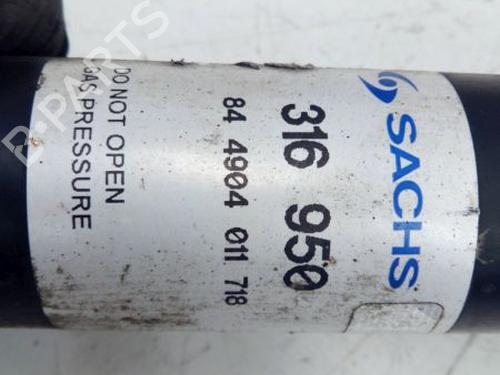 SACHS
316 950
84 4904 011 718
DO NOT OPEN
GAS PRESSURE
B-PARTS